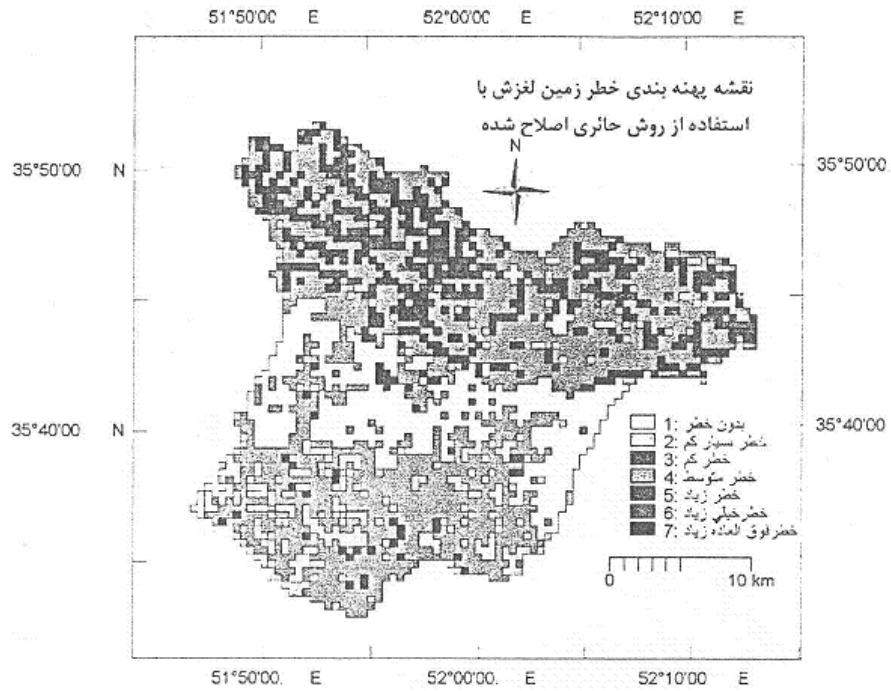 51°50'00 E 52°00'00 E 52°10'00 E
نقشه پهنه بندی خطر زمین لغزش با
استفاده از روش حائری اصلاح شده
N
35°50'00 N 35°50'00
35°40'00 N 35°40'00
1: بدون خطر
2: خطر بسیار کم
3: خطر کم
4: خطر متوسط
5: خطر زیاد
6: خطر خیلی زیاد
7: خطر فوق العاده زیاد
0 10 km
51°50'00. E 52°00'00. E 52°10'00 E